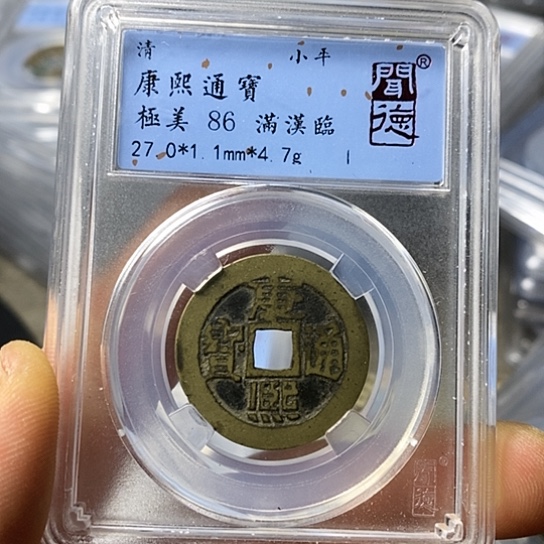 清 小平
康熙通寶
極美 86 滿漢臨
27.0*1.1mm*4.7g
聞德®
康熙通寶